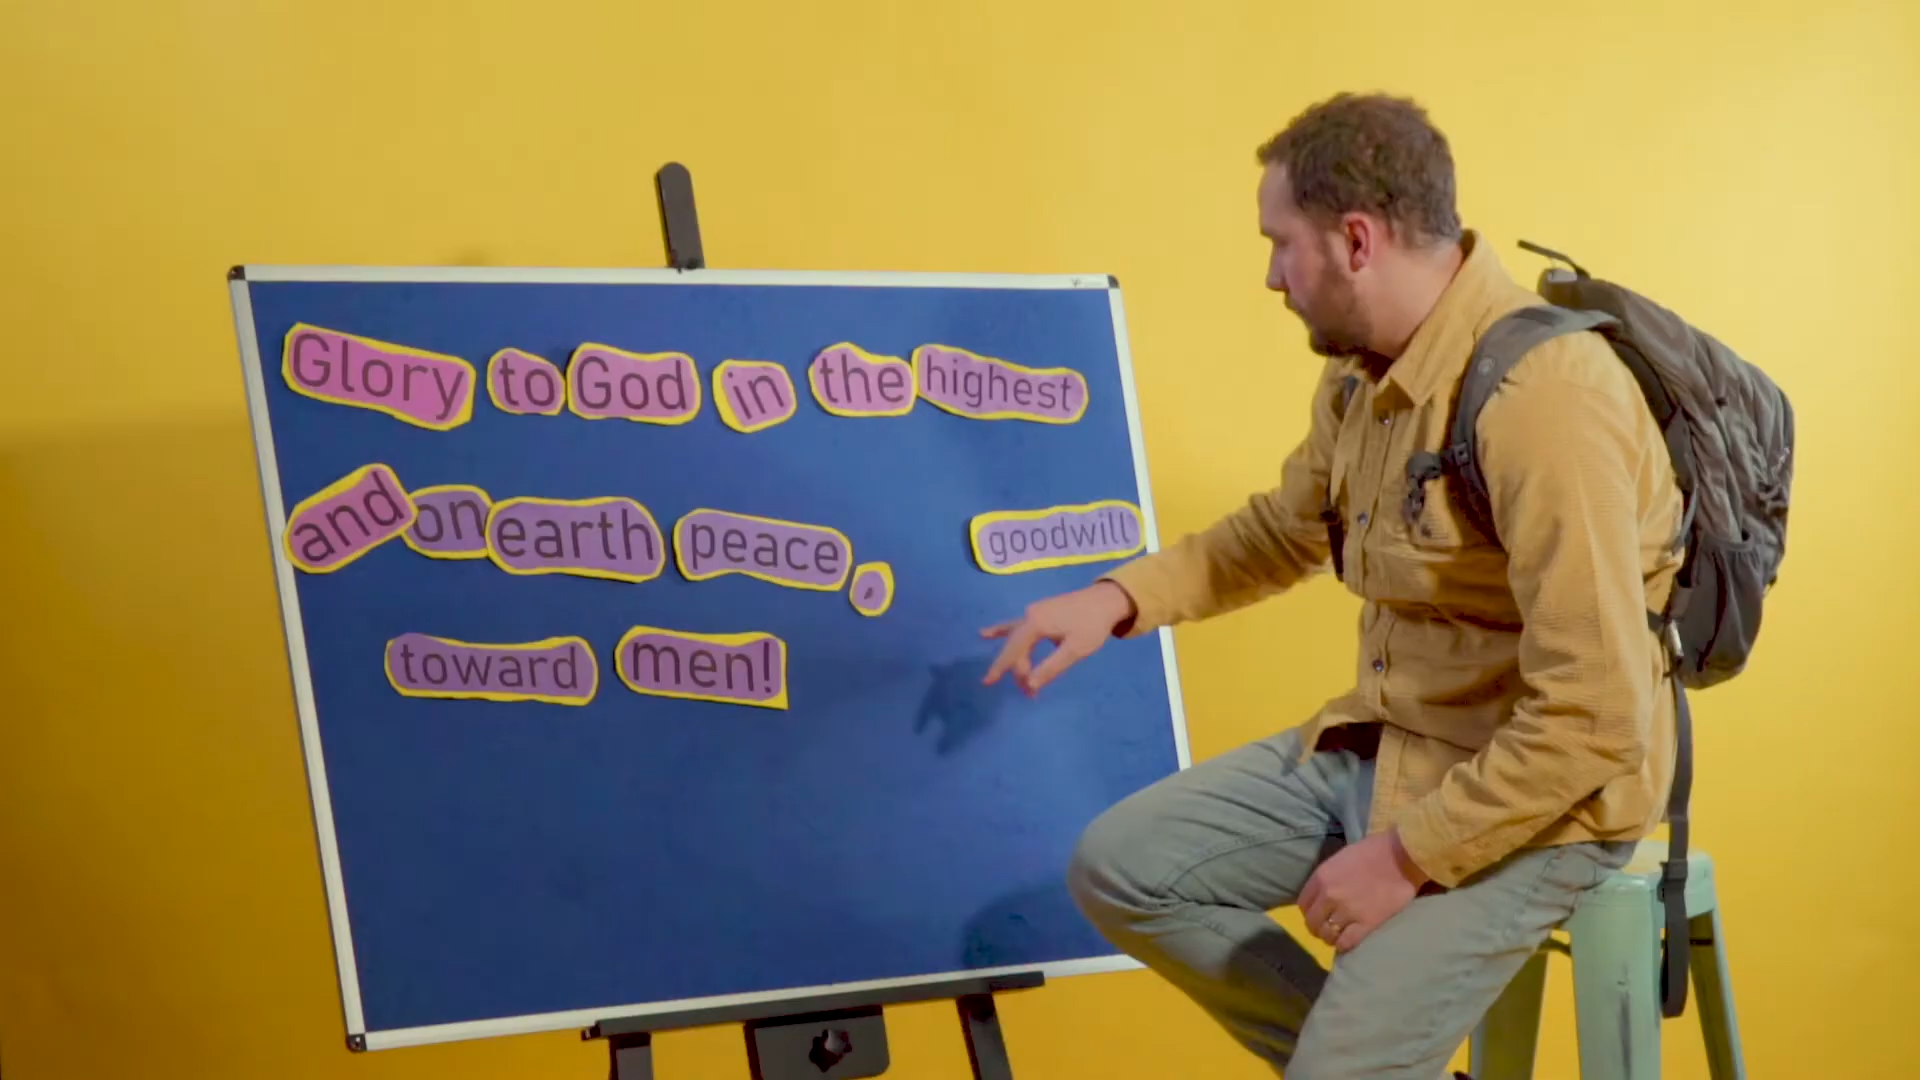 Glory to God in the highest
and on earth peace, goodwill
toward men!